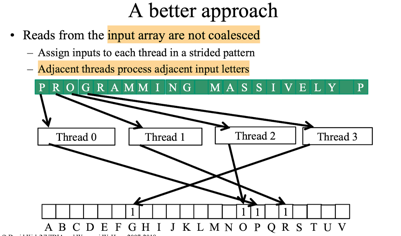 A better approach
• Reads from the input array are not coalesced
– Assign inputs to each thread in a strided pattern
– Adjacent threads process adjacent input letters
P R O G R A M M I N G M A S S I V E L Y P
Thread 0 Thread 1 Thread 2 Thread 3
1 1 1 1
A B C D E F G H I J K L M N O P Q R S T U V